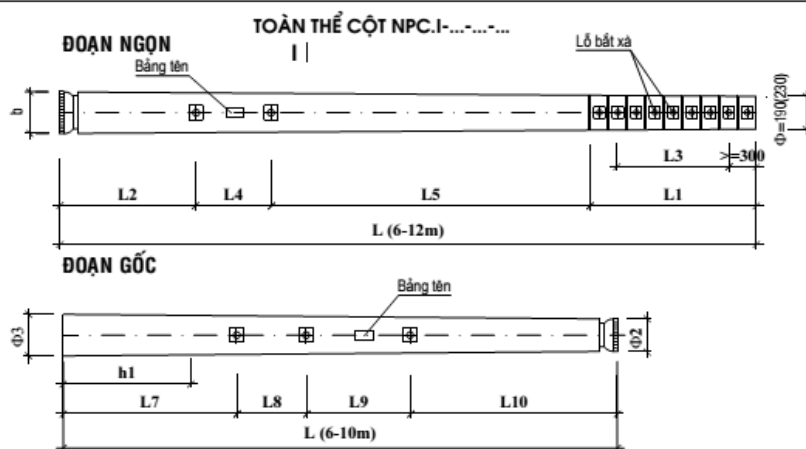 TOÀN THỂ CỘT NPC.I-...-...-...
ĐOẠN NGỌN
Bảng tên
Lỗ bắt xà
b
Φ=190(230)
L3
>=300
L2
L4
L5
L1
L (6-12m)
ĐOẠN GỐC
Bảng tên
Φ3
Φ2
h1
L7
L8
L9
L10
L (6-10m)